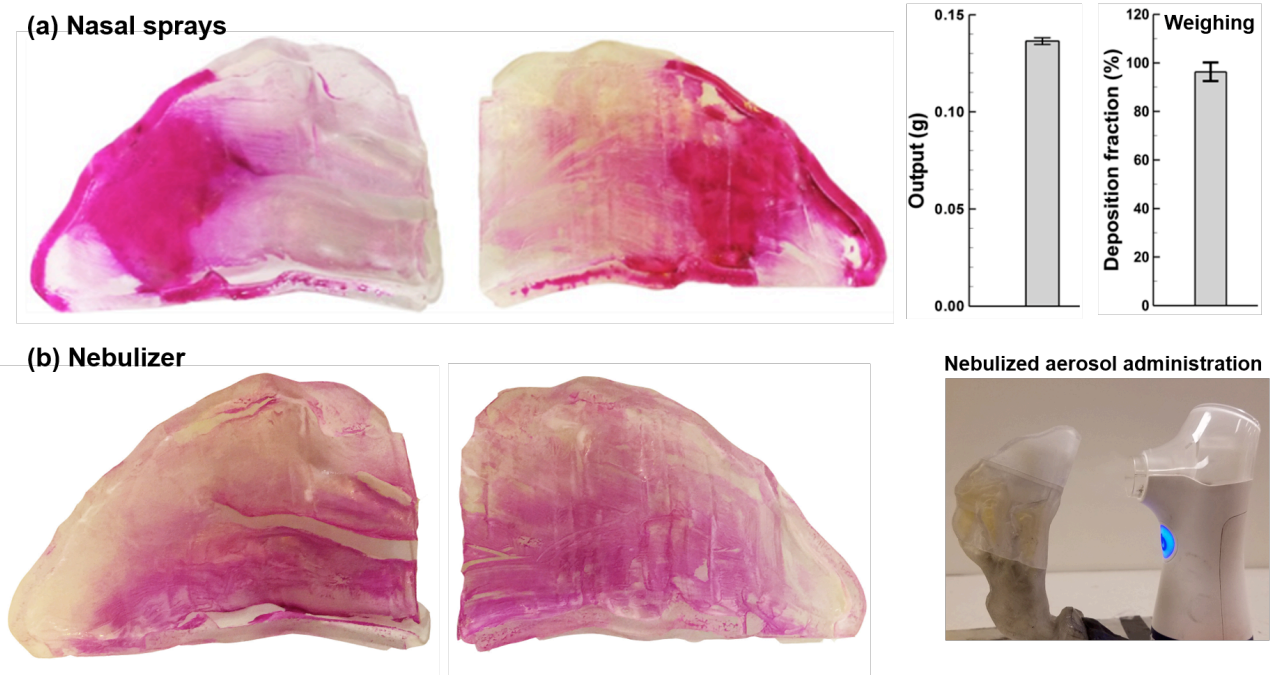 (a) Nasal sprays
0.15
0.10
0.05
0.00
Output (g)
120
100
80
60
40
20
0
Deposition fraction (%)
Weighing
(b) Nebulizer
Nebulized aerosol administration